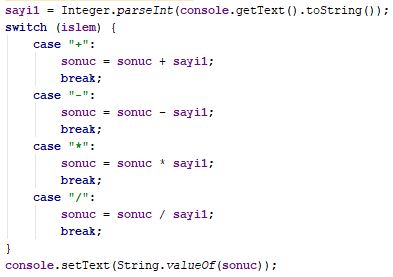 sayi1 = Integer.parseInt(console.getText().toString());
switch (islem) {
    case "+":
        sonuc = sonuc + sayi1;
        break;
    case "-":
        sonuc = sonuc - sayi1;
        break;
    case "*":
        sonuc = sonuc * sayi1;
        break;
    case "/":
        sonuc = sonuc / sayi1;
        break;
}
console.setText(String.valueOf(sonuc));